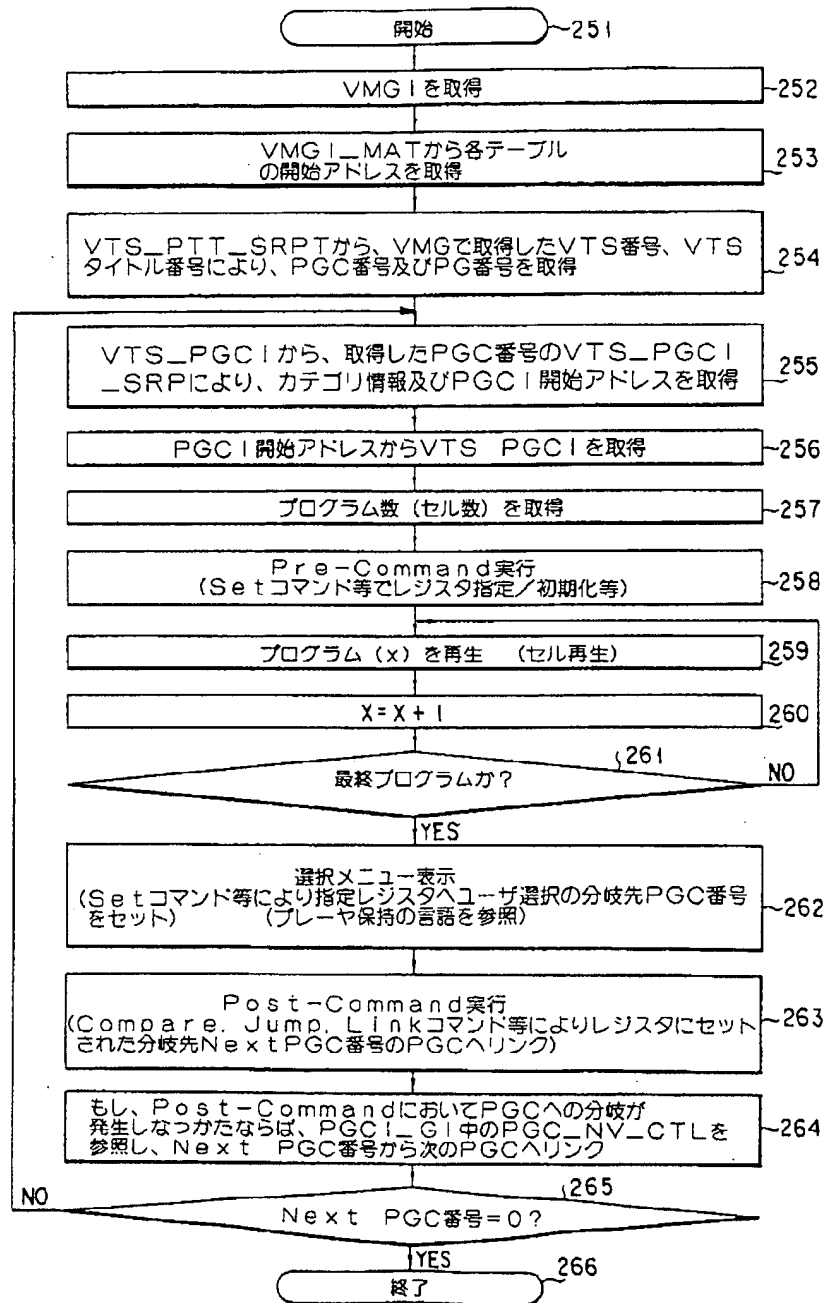 開始
251
VMGIを取得
252
VMGI_MATから各テーブル
の開始アドレスを取得
253
VTS_PTT_SRPTから、VMGで取得したVTS番号、VTS
タイトル番号により、PGC番号及びPG番号を取得
254
VTS_PGCIから、取得したPGC番号のVTS_PGCI
_SRPにより、カテゴリ情報及びPGCI開始アドレスを取得
255
PGCI開始アドレスからVTS PGCIを取得
256
プログラム数(セル数)を取得
257
Pre-Command実行
(Setコマンド等でレジスタ指定/初期化等)
258
プログラム(x)を再生 (セル再生)
259
X=X+1
260
261
最終プログラムか?
NO
YES
選択メニュー表示
(Setコマンド等により指定レジスタへユーザ選択の分岐先PGC番号
をセット) (プレーヤ保持の言語を参照)
262
Post-Command実行
(Compare, Jump, Linkコマンド等によりレジスタにセット
された分岐先NextPGC番号のPGCへリンク)
263
もし、Post-CommandにおいてPGCへの分岐が
発生しなつかたならば、PGCI_GI中のPGC_NV_CTLを
参照し、Next PGC番号から次のPGCへリンク
264
265
NO
Next PGC番号=0?
YES
終了
266